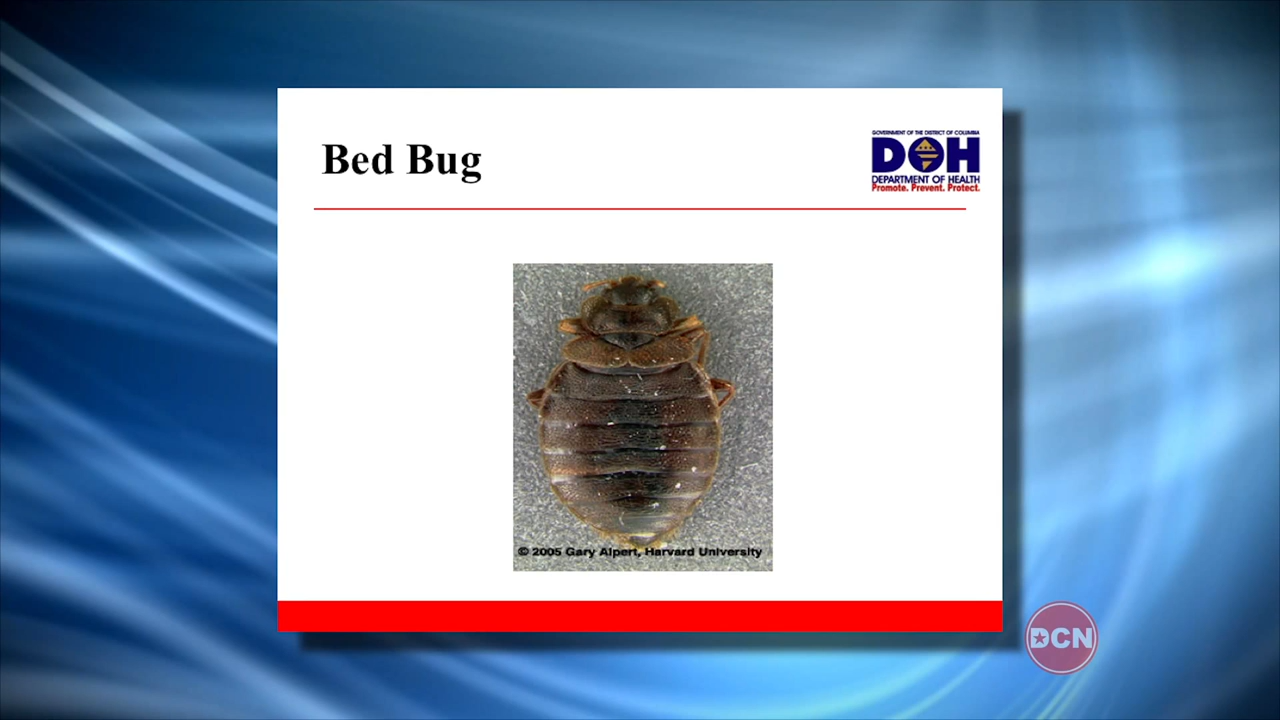 Bed Bug
GOVERNMENT OF THE DISTRICT OF COLUMBIA
DOH
DEPARTMENT OF HEALTH
Promote. Prevent. Protect.
© 2005 Gary Alpert, Harvard University
DCN